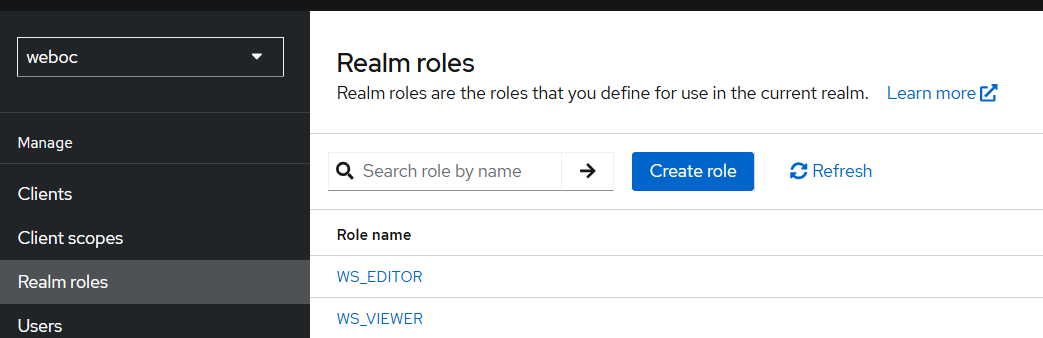 weboc
Manage
Clients
Client scopes
Realm roles
Users
Realm roles
Realm roles are the roles that you define for use in the current realm. Learn more
Search role by name
Create role
Refresh
Role name
WS_EDITOR
WS_VIEWER